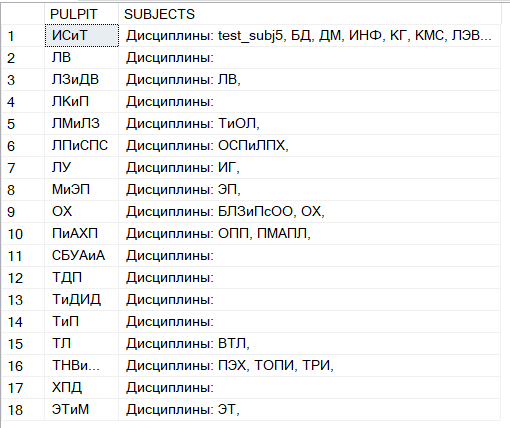 PULPIT SUBJECTS
1 ИСиТ Дисциплины: test_subj5, БД, ДМ, ИНФ, КГ, КМС, ЛЭВ...
2 ЛВ Дисциплины:
3 ЛЗиДВ Дисциплины: ЛВ,
4 ЛКиП Дисциплины:
5 ЛМиЛЗ Дисциплины: ТиОЛ,
6 ЛПиСПС Дисциплины: ОСПиЛПХ,
7 ЛУ Дисциплины: ИГ,
8 МиЭП Дисциплины: ЭП,
9 ОХ Дисциплины: БЛЗиПсОО, ОХ,
10 ПиАХП Дисциплины: ОПП, ПМАПЛ,
11 СБУАиА Дисциплины:
12 ТДП Дисциплины:
13 ТиДИД Дисциплины:
14 ТиП Дисциплины:
15 ТЛ Дисциплины: ВТЛ,
16 ТНВи... Дисциплины: ПЭХ, ТОПИ, ТРИ,
17 ХПД Дисциплины:
18 ЭТиМ Дисциплины: ЭТ,